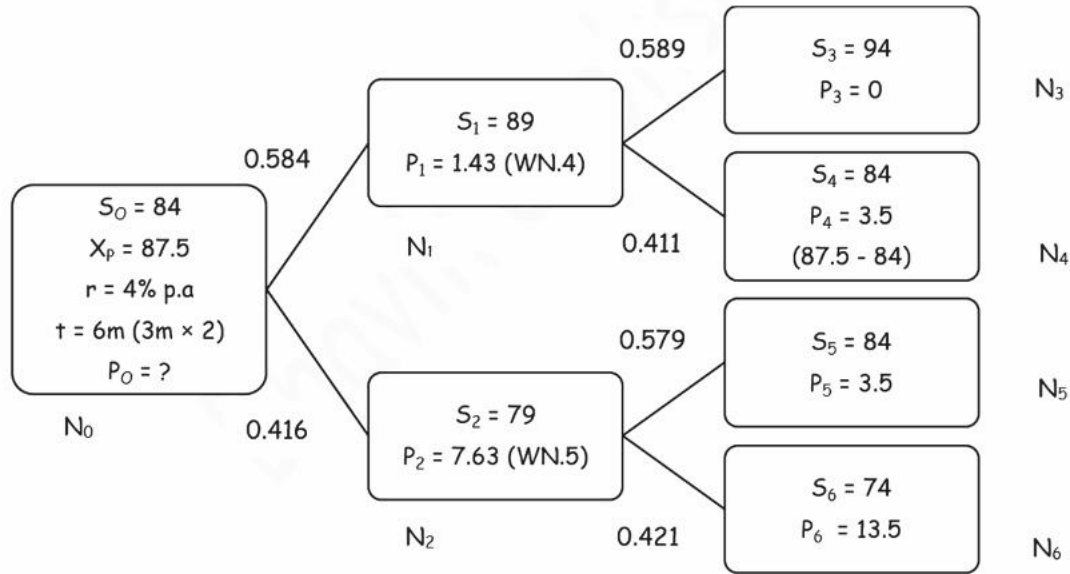 S₀ = 84
Xₚ = 87.5
r = 4% p.a
t = 6m (3m × 2)
P₀ = ?
N₀
0.584
0.416
S₁ = 89
P₁ = 1.43 (WN.4)
N₁
S₂ = 79
P₂ = 7.63 (WN.5)
N₂
0.589
0.411
0.579
0.421
S₃ = 94
P₃ = 0
N₃
S₄ = 84
P₄ = 3.5
(87.5 - 84)
N₄
S₅ = 84
P₅ = 3.5
N₅
S₆ = 74
P₆ = 13.5
N₆